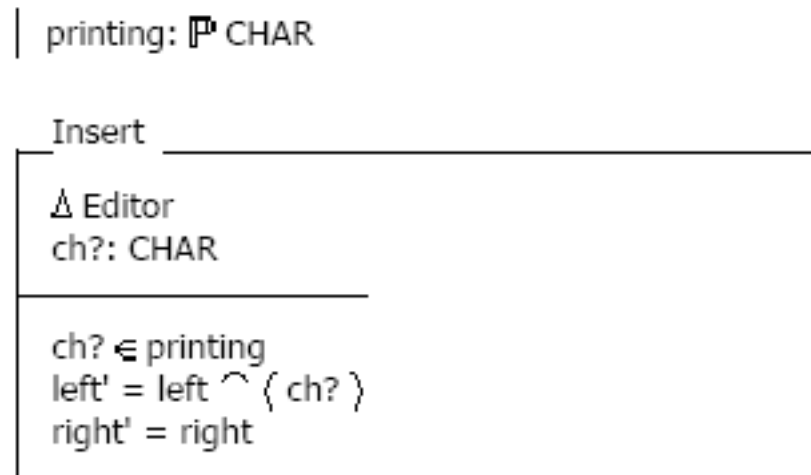 printing: ℙ CHAR
Insert
Δ Editor
ch?: CHAR
ch? ∈ printing
left' = left ⁀ ⟨ ch? ⟩
right' = right